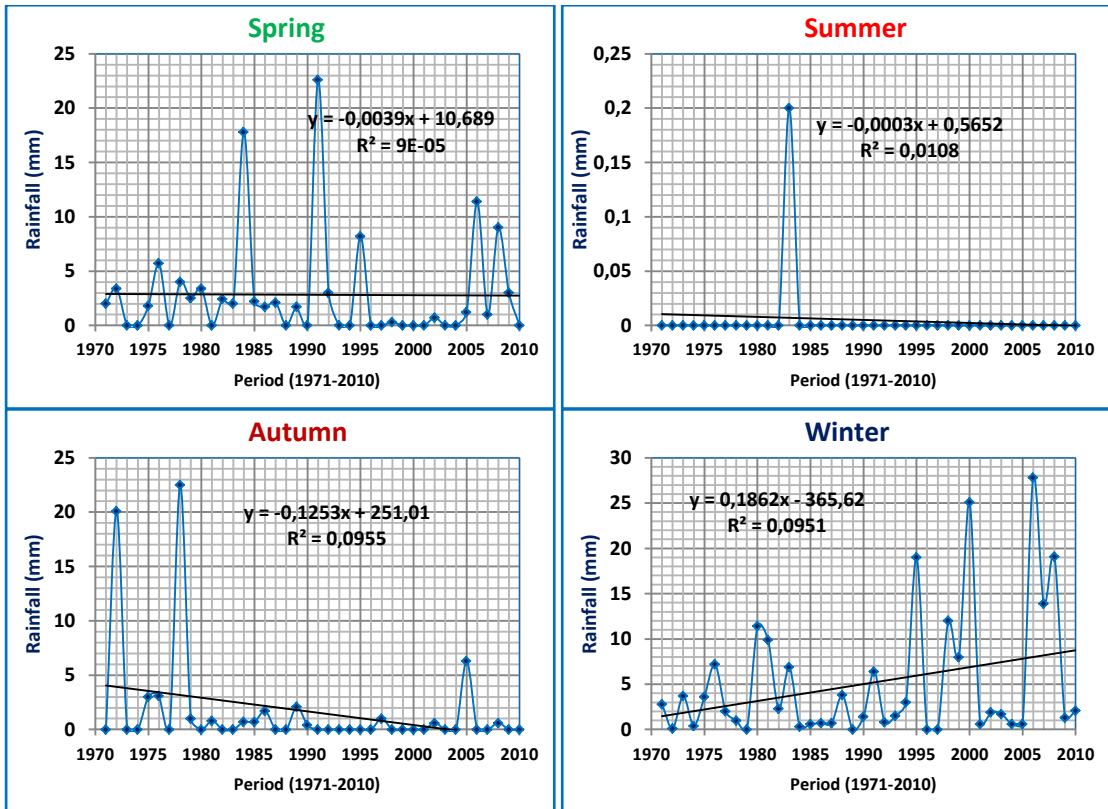 Spring
25
20
15
10
5
0
1970 1975 1980 1985 1990 1995 2000 2005 2010
Rainfall (mm)
Period (1971-2010)
y = -0,0039x + 10,689
R² = 9E-05
Summer
0,25
0,2
0,15
0,1
0,05
0
1970 1975 1980 1985 1990 1995 2000 2005 2010
Rainfall (mm)
Period (1971-2010)
y = -0,0003x + 0,5652
R² = 0,0108
Autumn
25
20
15
10
5
0
1970 1975 1980 1985 1990 1995 2000 2005 2010
Rainfall (mm)
Period (1971-2010)
y = -0,1253x + 251,01
R² = 0,0955
Winter
30
25
20
15
10
5
0
1970 1975 1980 1985 1990 1995 2000 2005 2010
Rainfall (mm)
Period (1971-2010)
y = 0,1862x - 365,62
R² = 0,0951